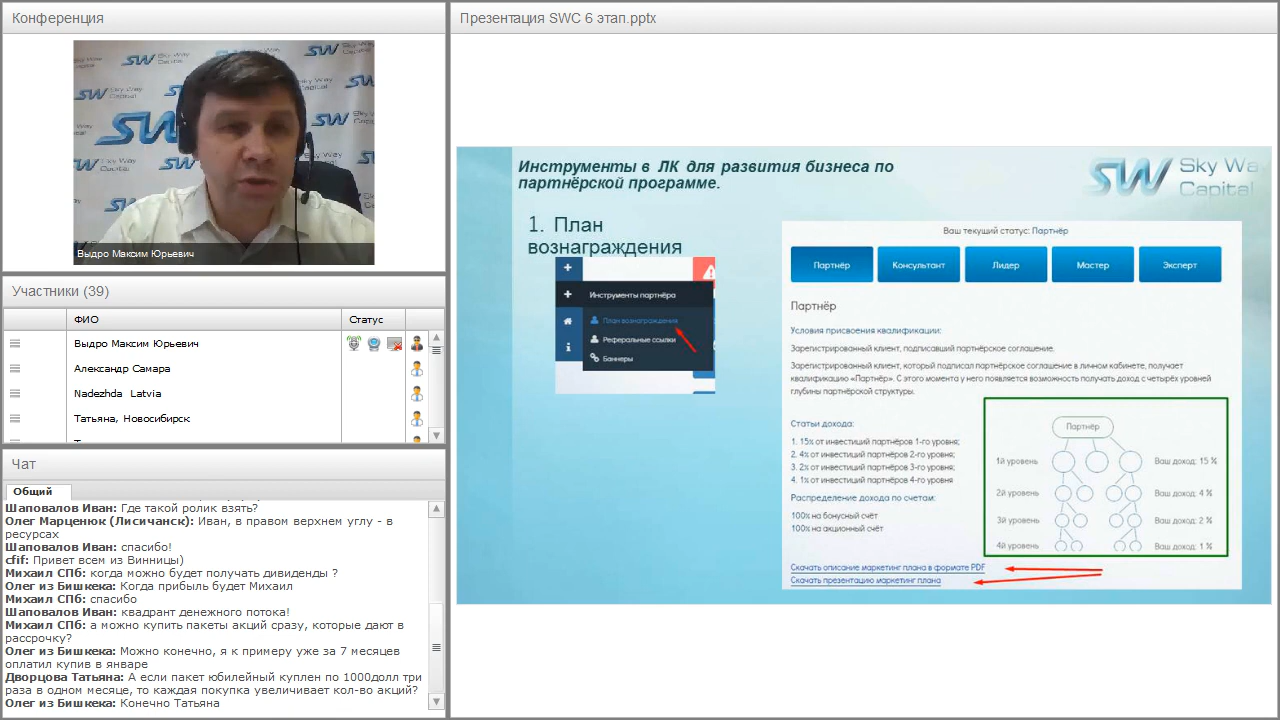 Конференция
Sky Way
Capital
SW
Выдро Максим Юрьевич
Участники (39)
ФИО
Статус
Выдро Максим Юрьевич
Александр Самара
Nadezhda Latvia
Татьяна, Новосибирск
Чат
Общий
Шаповалов Иван: Где такой ролик взять?
Олег Марценюк (Лисичанск): Иван, в правом верхнем углу - в
ресурсах
Шаповалов Иван: спасибо!
cfif: Привет всем из Винницы)
Михаил СПб: когда можно будет получать дивиденды ?
Олег из Бишкека: Когда прибыль будет Михаил
Михаил СПб: спасибо
Шаповалов Иван: квадрант денежного потока!
Михаил СПб: а можно купить пакеты акций сразу, которые дают в
рассрочку?
Олег из Бишкека: Можно конечно, я к примеру уже за 7 месяцев
оплатил купив в январе
Дворцова Татьяна: А если пакет юбилейный куплен по 1000долл три
раза в одном месяце, то каждая покупка увеличивает кол-во акций?
Олег из Бишкека: Конечно Татьяна
Презентация SWC 6 этап.pptx
Инструменты в ЛК для развития бизнеса по
партнёрской программе.
SW Sky Wa
Capital
1. План
вознаграждения
Инструменты партнёра
План вознаграждения
Реферальные ссылки
Баннеры
Ваш текущий статус: Партнёр
Партнёр
Консультант
Лидер
Мастер
Эксперт
Партнёр
Условия присвоения квалификации:
Зарегистрированный клиент, подписавший партнёрское соглашение.
Зарегистрированный клиент, который подписал партнёрское соглашение в личном кабинете, получает
квалификацию «Партнёр». С этого момента у него появляется возможность получать доход с четырёх уровней
глубины партнёрской структуры.
Статьи дохода:
1. 15% от инвестиций партнёров 1-го уровня;
2. 4% от инвестиций партнёров 2-го уровня;
3. 2% от инвестиций партнёров 3-го уровня;
4. 1% от инвестиций партнёров 4-го уровня
Распределение дохода по счетам:
100% на бонусный счёт
100% на акционный счёт
Партнёр
1й уровень
Ваш доход: 15 %
2й уровень
Ваш доход: 4 %
3й уровень
Ваш доход: 2 %
4й уровень
Ваш доход: 1 %
Скачать описание маркетинг плана в формате PDF
Скачать презентацию маркетинг плана